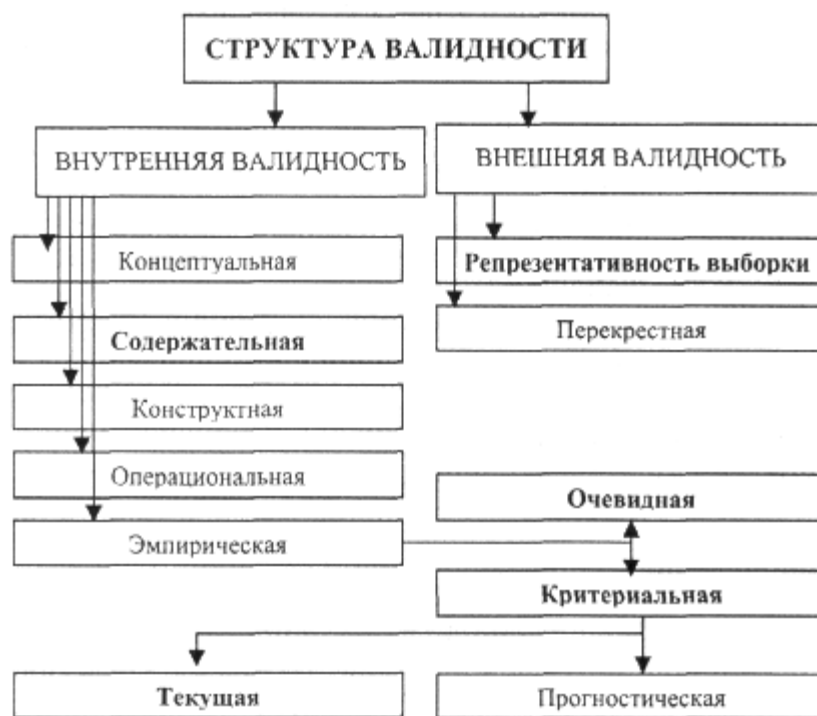 СТРУКТУРА ВАЛИДНОСТИ
ВНУТРЕННЯЯ ВАЛИДНОСТЬ
ВНЕШНЯЯ ВАЛИДНОСТЬ
Концептуальная
Репрезентативность выборки
Содержательная
Перекрестная
Конструктная
Операциональная
Очевидная
Эмпирическая
Критериальная
Текущая
Прогностическая